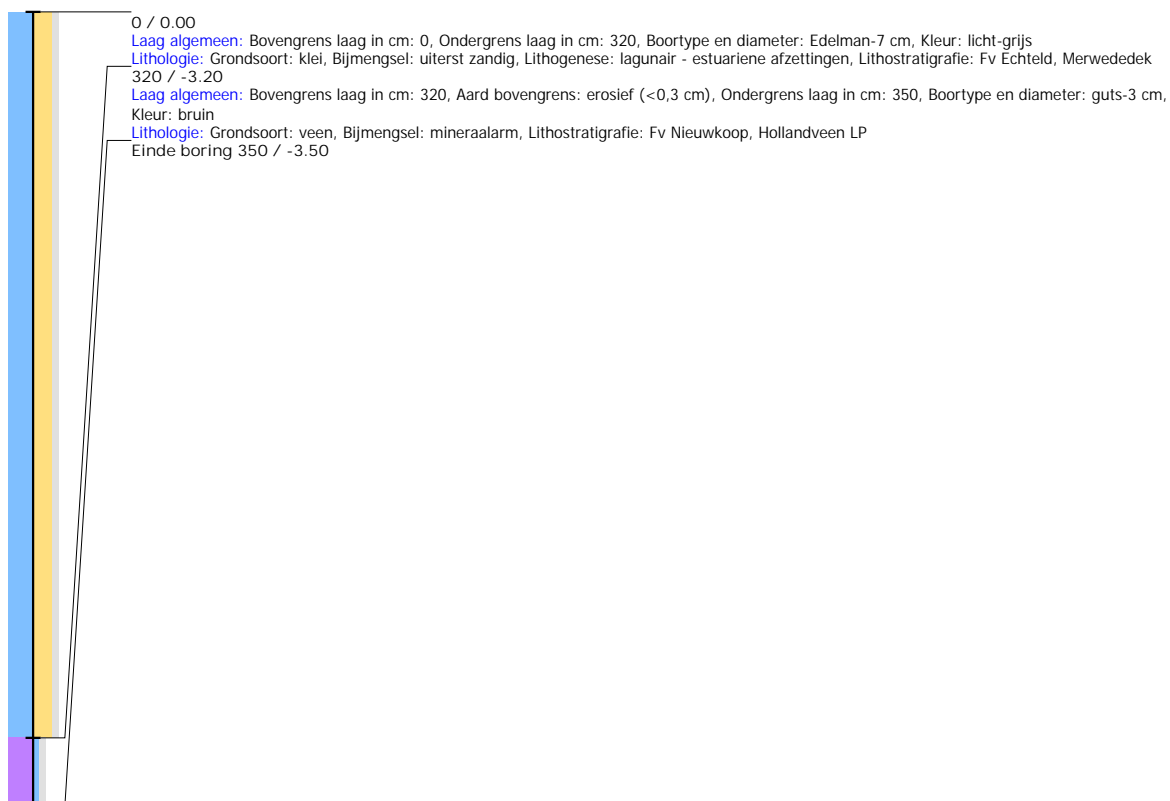 0 / 0.00
Laag algemeen: Bovengrens laag in cm: 0, Ondergrens laag in cm: 320, Boortype en diameter: Edelman-7 cm, Kleur: licht-grijs
Lithologie: Grondsoort: klei, Bijmengsel: uiterst zandig, Lithogenese: lagunair - estuariene afzettingen, Lithostratigrafie: Fv Echteld, Merwededek
320 / -3.20
Laag algemeen: Bovengrens laag in cm: 320, Aard bovengrens: erosief (<0,3 cm), Ondergrens laag in cm: 350, Boortype en diameter: guts-3 cm,
Kleur: bruin
Lithologie: Grondsoort: veen, Bijmengsel: mineraalarm, Lithostratigrafie: Fv Nieuwkoop, Hollandveen LP
Einde boring 350 / -3.50